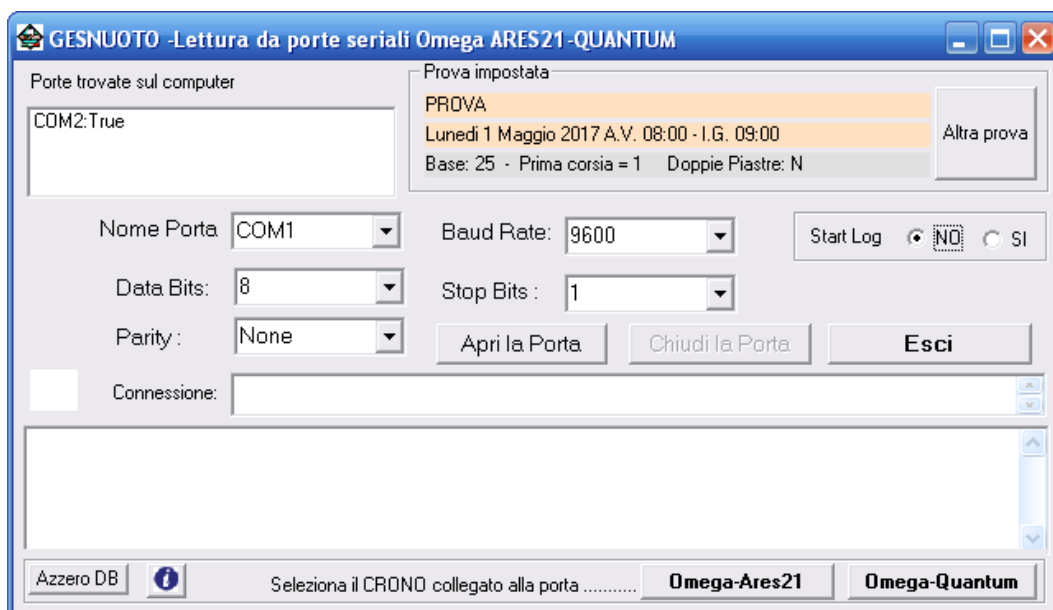 GESNUOTO -Lettura da porte seriali Omega ARES21-QUANTUM
Porte trovate sul computer
COM2:True
Prova impostata
PROVA
Lunedi 1 Maggio 2017 A.V. 08:00 - I.G. 09:00
Base: 25 - Prima corsia = 1 Doppie Piastre: N
Altra prova
Nome Porta COM1
Baud Rate: 9600
Start Log NO SI
Data Bits: 8
Stop Bits : 1
Parity : None
Apri la Porta
Chiudi la Porta
Esci
Connessione:
Azzero DB
Seleziona il CRONO collegato alla porta ...........
Omega-Ares21
Omega-Quantum